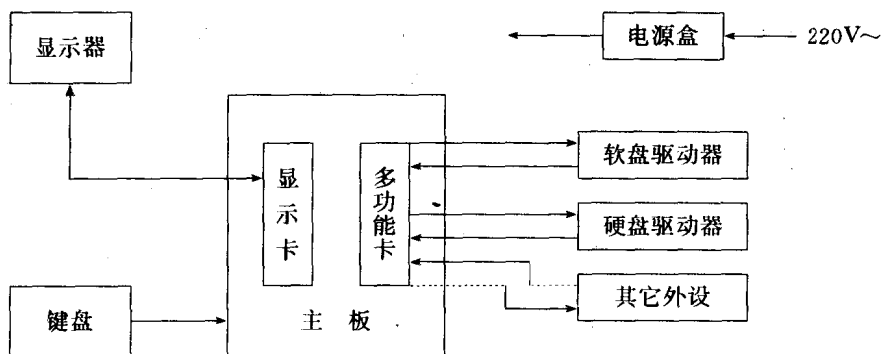 显示器
电源盒
220V～
显示卡
多功能卡
软盘驱动器
硬盘驱动器
其它外设
键盘
主 板